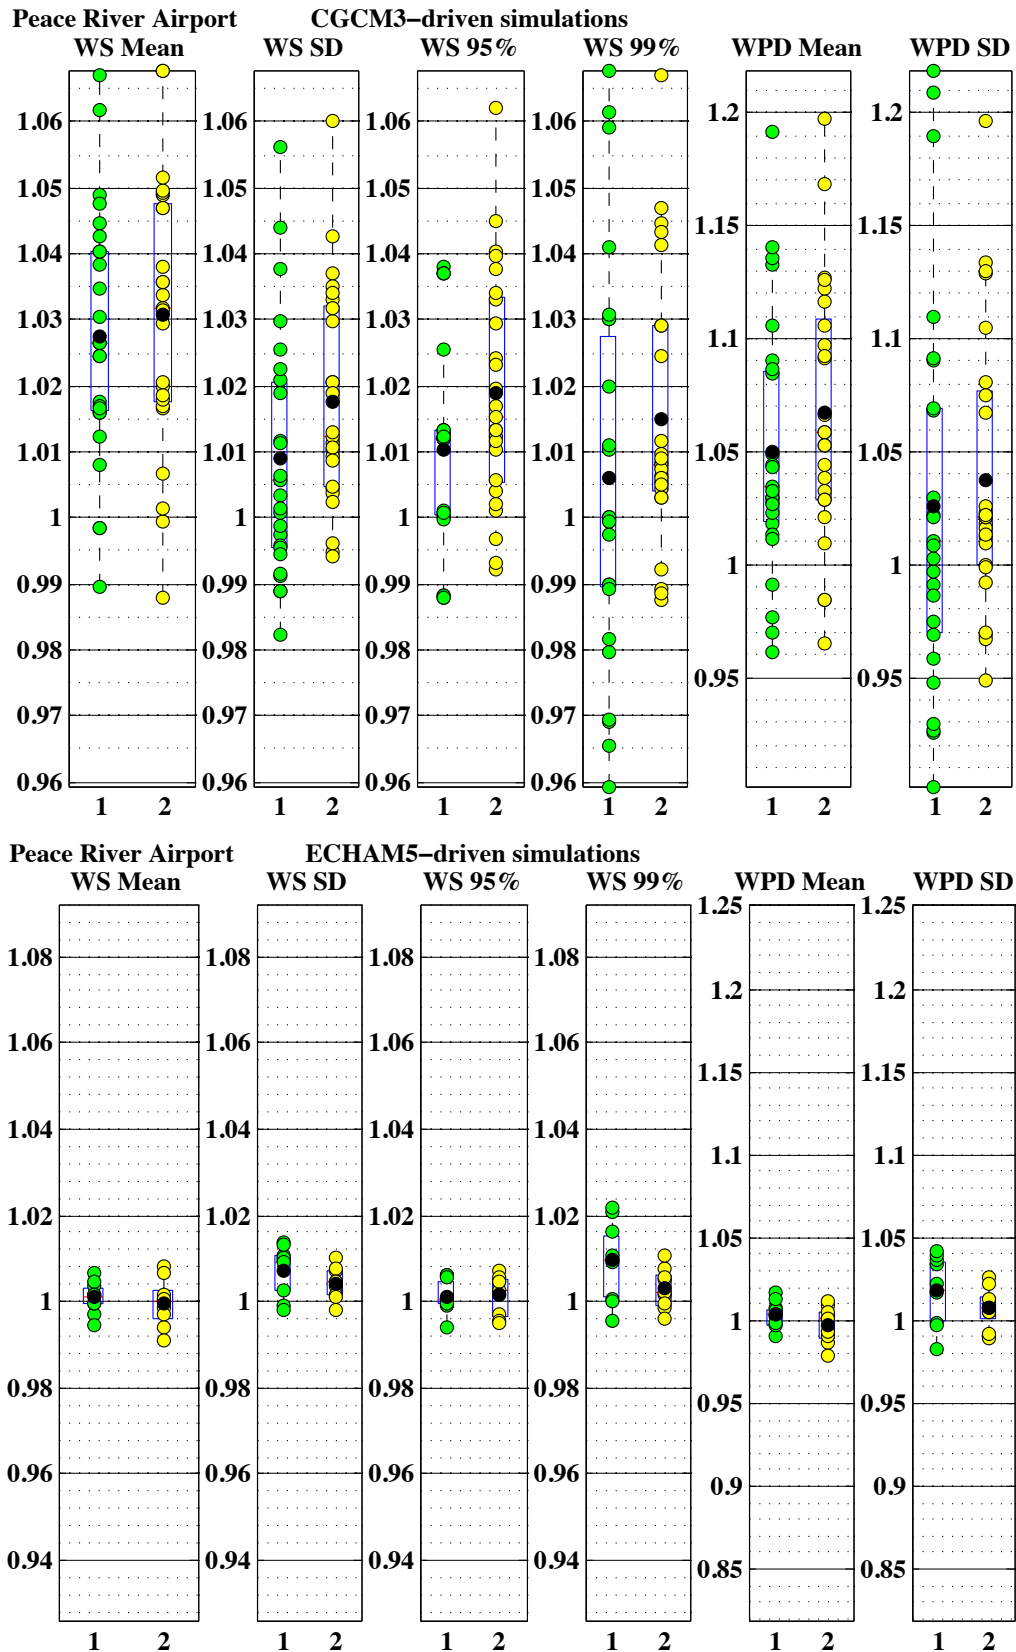 Peace River Airport CGCM3−driven simulations
WS Mean WS SD WS 95% WS 99% WPD Mean WPD SD
1.06 1.06 1.06 1.06 1.2 1.2
1.05 1.05 1.05 1.05 1.15 1.15
1.04 1.04 1.04 1.04 1.1 1.1
1.03 1.03 1.03 1.03 1.05 1.05
1.02 1.02 1.02 1.02 1 1
1.01 1.01 1.01 1.01 0.95 0.95
1 1 1 1
0.99 0.99 0.99 0.99
0.98 0.98 0.98 0.98
0.97 0.97 0.97 0.97
0.96 0.96 0.96 0.96
1 2 1 2 1 2 1 2 1 2 1 2
Peace River Airport ECHAM5−driven simulations
WS Mean WS SD WS 95% WS 99% WPD Mean WPD SD
1.08 1.08 1.08 1.08 1.25 1.25
1.06 1.06 1.06 1.06 1.2 1.2
1.04 1.04 1.04 1.04 1.15 1.15
1.02 1.02 1.02 1.02 1.1 1.1
1 1 1 1 1.05 1.05
0.98 0.98 0.98 0.98 1 1
0.96 0.96 0.96 0.96 0.95 0.95
0.94 0.94 0.94 0.94 0.9 0.9
0.85 0.85
1 2 1 2 1 2 1 2 1 2 1 2